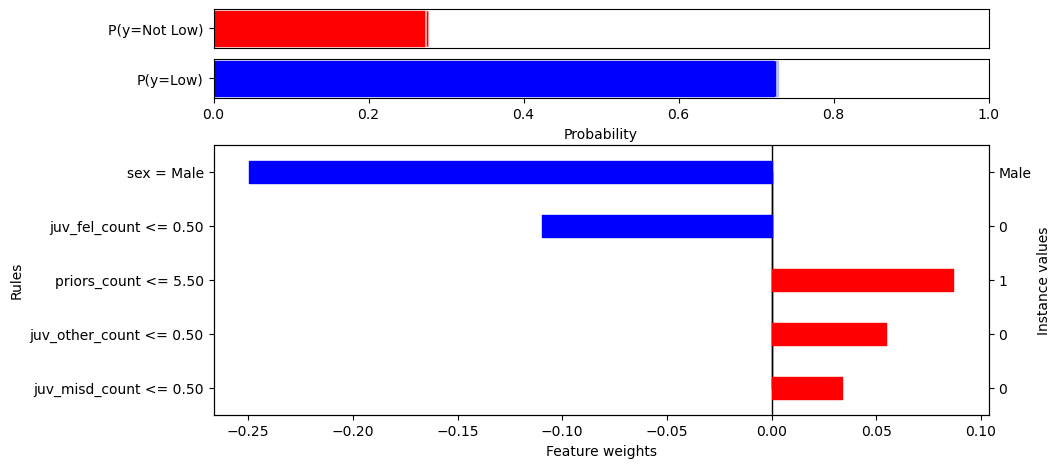 P(y=Not Low)
P(y=Low)
0.0 0.2 0.4 0.6 0.8 1.0
Probability
sex = Male Male
juv_fel_count <= 0.50 0
priors_count <= 5.50 1
juv_other_count <= 0.50 0
juv_misd_count <= 0.50 0
Rules
Instance values
−0.25 −0.20 −0.15 −0.10 −0.05 0.00 0.05 0.10
Feature weights